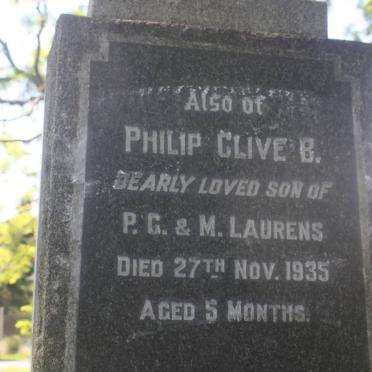 Also of
PHILIP CLIVE B.
DEARLY LOVED SON OF
P. G. & M. LAURENS
DIED 27TH NOV. 1935
AGED 5 MONTHS.